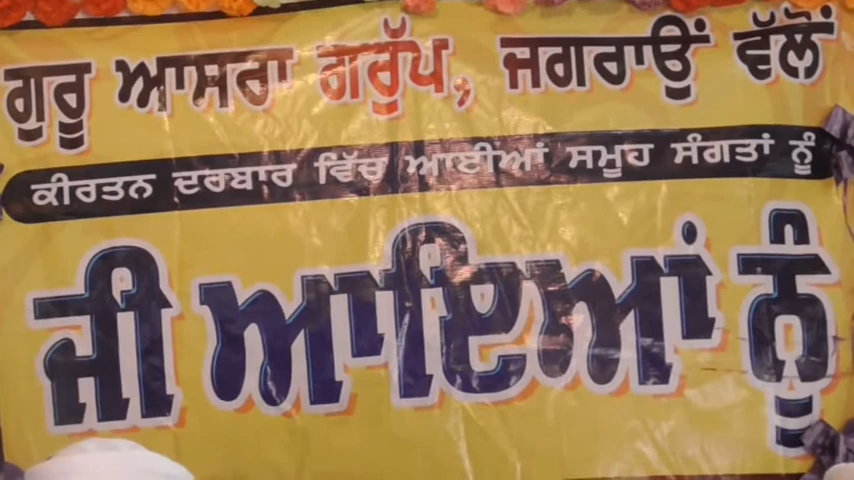 ਗੁਰੂ ਆਸਰਾ ਗਰੁੱਪ, ਜਗਰਾਉਂ ਵੱਲੋਂ
ਕੀਰਤਨ ਦਰਬਾਰ ਵਿੱਚ ਆਈਆਂ ਸਮੂਹ ਸੰਗਤਾਂ ਨੂੰ
ਜੀ ਆਇਆਂ ਨੂੰ